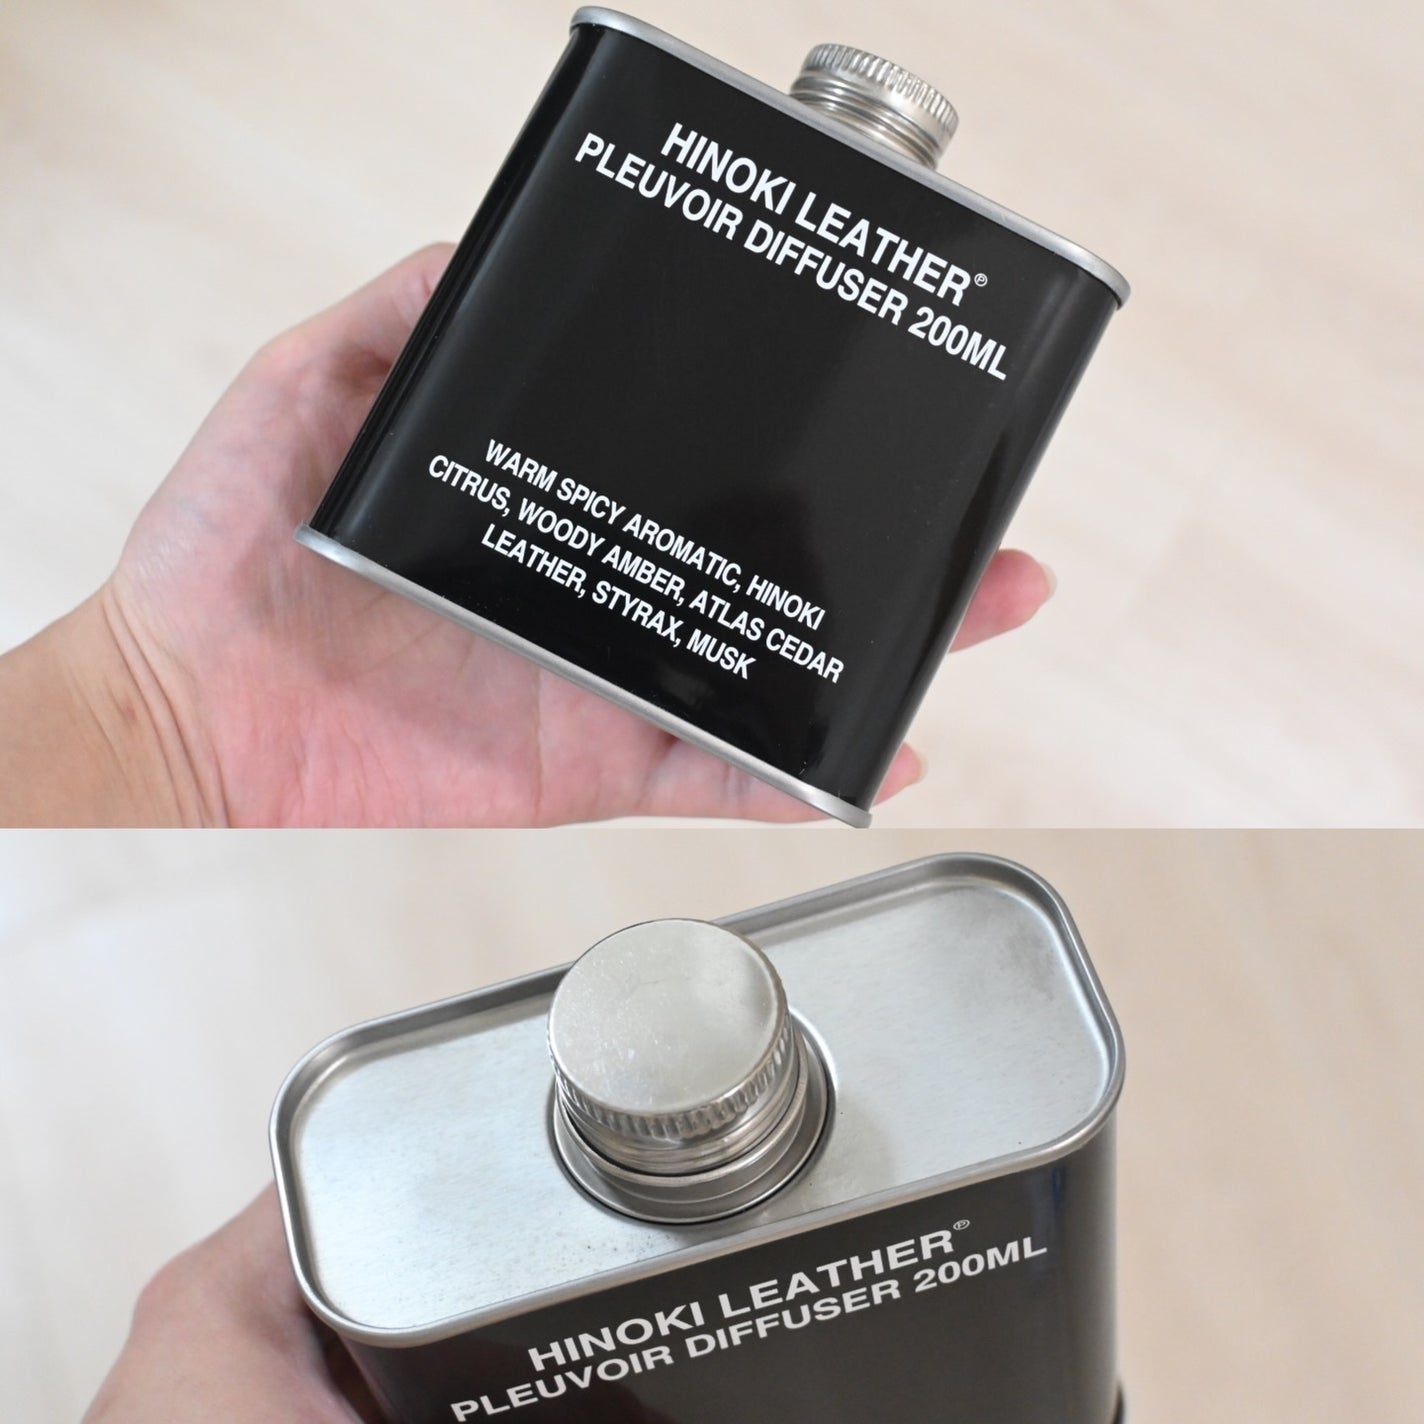 HINOKI LEATHER℗
PLEUVOIR DIFFUSER 200ML
WARM SPICY AROMATIC, HINOKI
CITRUS, WOODY AMBER, ATLAS CEDAR
LEATHER, STYRAX, MUSK
HINOKI LEATHER℗
PLEUVOIR DIFFUSER 200ML